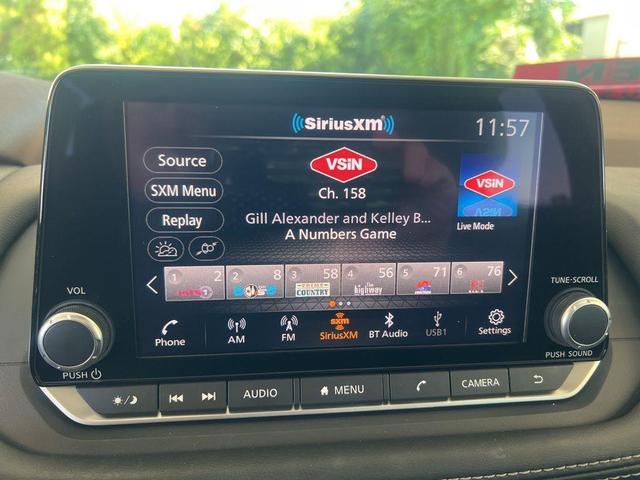 SiriusXM
11:57
Source
VSiN
Ch. 158
VSiN
SXM Menu
Replay
Gill Alexander and Kelley B...
A Numbers Game
Live Mode
1 2
2 8
3 58
4 56
5 71
6 76
PRIME
COUNTRY
the
highway
VOL
PUSH
TUNE·SCROLL
PUSH SOUND
Phone
AM
FM
sxm
SiriusXM
BT Audio
USB1
Settings
AUDIO
MENU
CAMERA